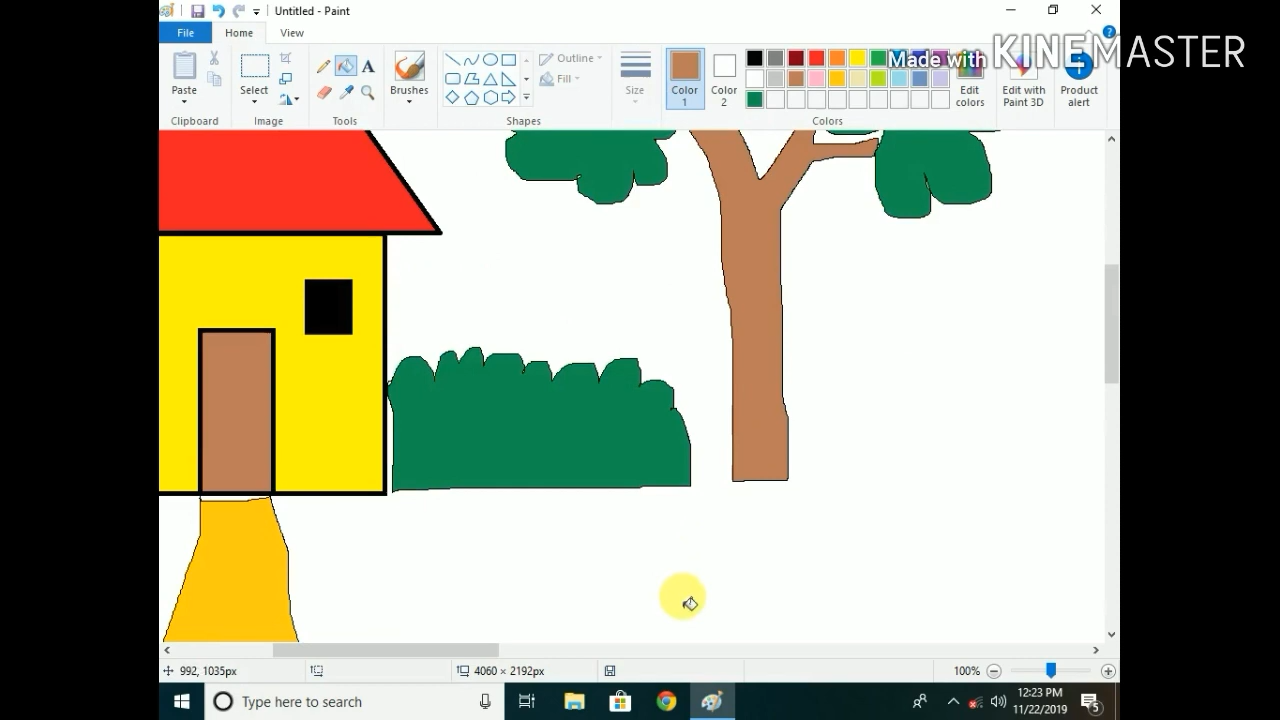 Untitled - Paint
File
Home
View
Paste
Select
Brushes
Outline
Fill
Size
Color
1
Color
2
Edit
colors
Edit with
Paint 3D
Product
alert
Clipboard
Image
Tools
Shapes
Colors
Made with KINEMASTER
992, 1035px
4060 × 2192px
100%
Type here to search
12:23 PM
11/22/2019
5